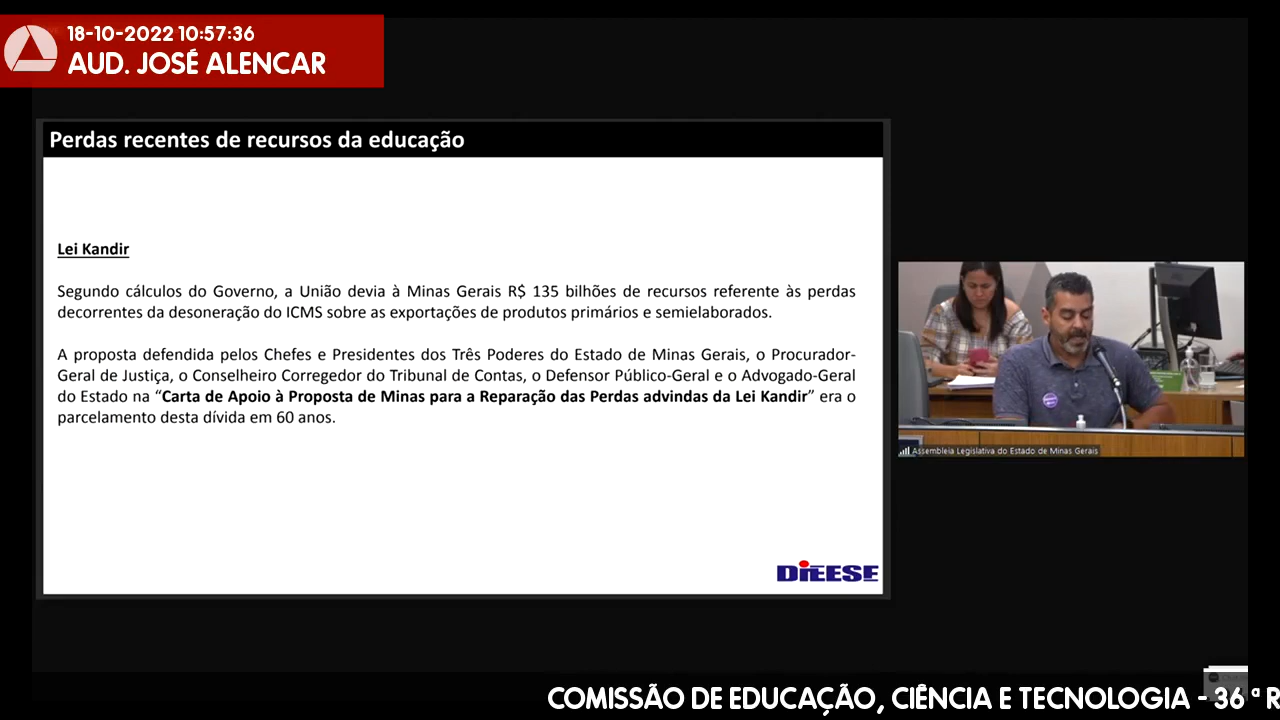 18-10-2022 10:57:36
AUD. JOSÉ ALENCAR
Perdas recentes de recursos da educação
Lei Kandir
Segundo cálculos do Governo, a União devia à Minas Gerais R$ 135 bilhões de recursos referente às perdas
decorrentes da desoneração do ICMS sobre as exportações de produtos primários e semielaborados.
A proposta defendida pelos Chefes e Presidentes dos Três Poderes do Estado de Minas Gerais, o Procurador-
Geral de Justiça, o Conselheiro Corregedor do Tribunal de Contas, o Defensor Público-Geral e o Advogado-Geral
do Estado na “Carta de Apoio à Proposta de Minas para a Reparação das Perdas advindas da Lei Kandir” era o
parcelamento desta dívida em 60 anos.
DIEESE
Assembleia Legislativa do Estado de Minas Gerais
COMISSÃO DE EDUCAÇÃO, CIÊNCIA E TECNOLOGIA - 36 ª R